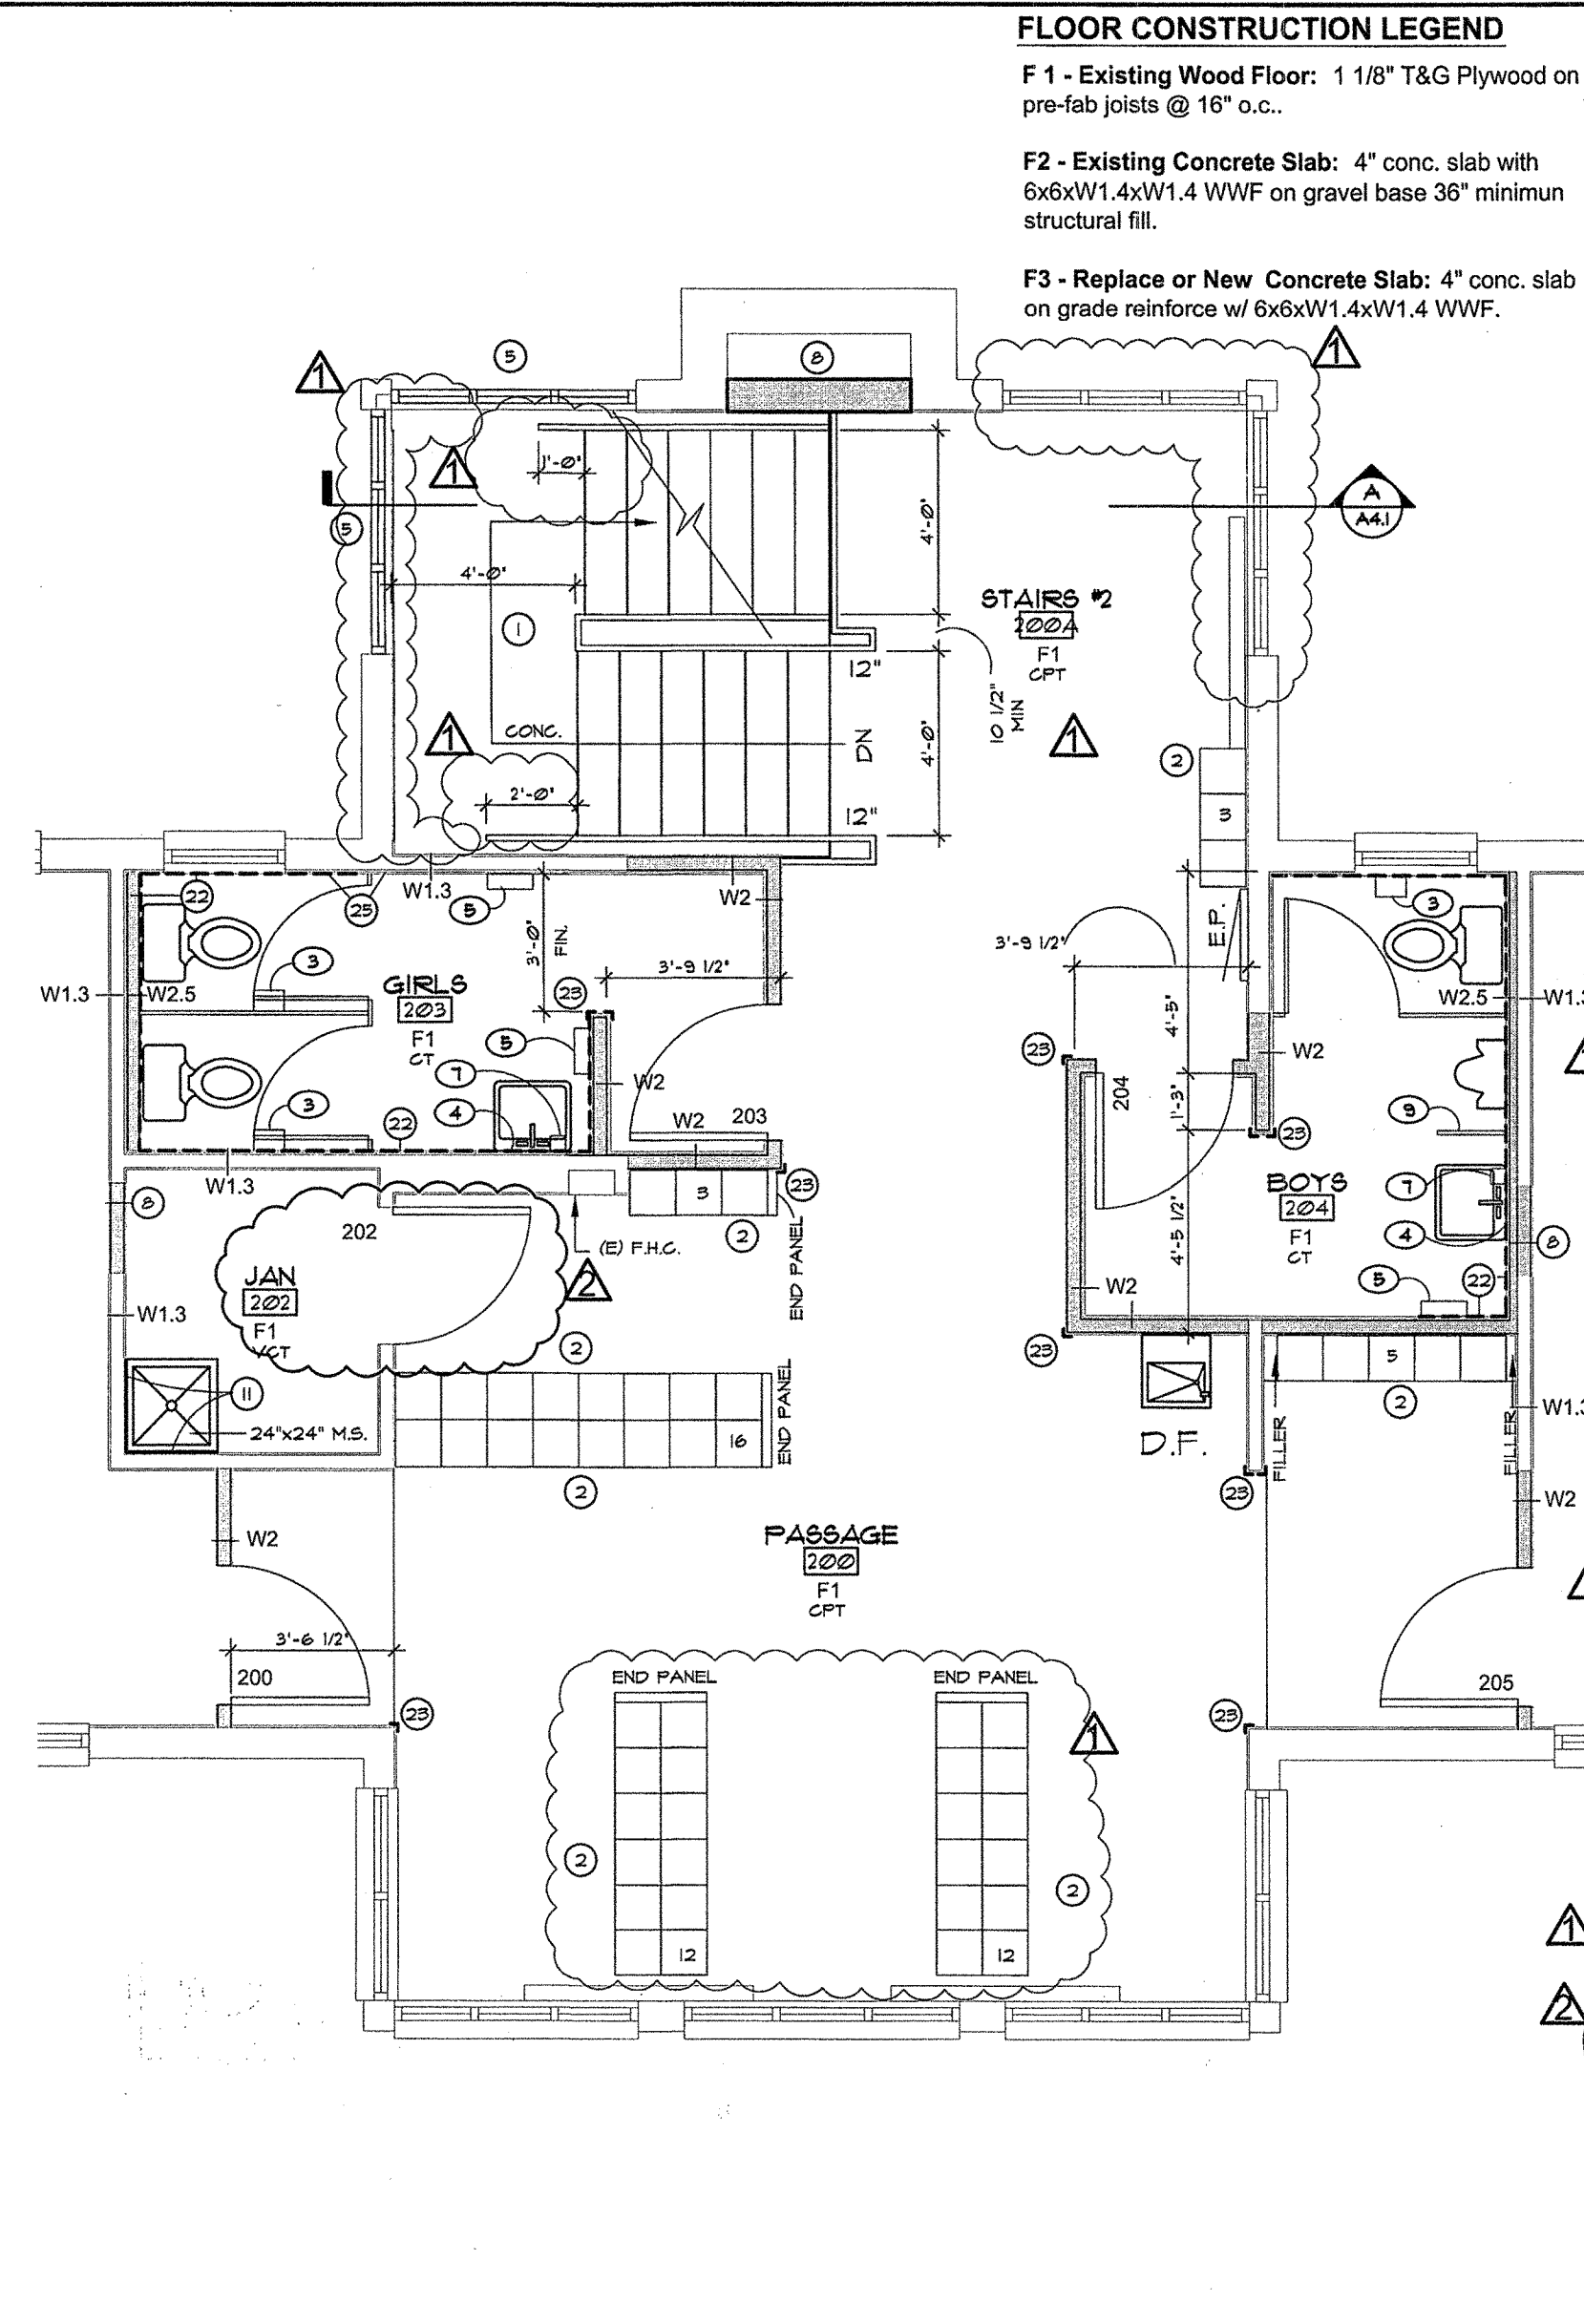 FLOOR CONSTRUCTION LEGEND
F 1 - Existing Wood Floor: 1 1/8" T&G Plywood on
pre-fab joists @ 16" o.c..
F2 - Existing Concrete Slab: 4" conc. slab with
6x6xW1.4xW1.4 WWF on gravel base 36" minimun
structural fill.
F3 - Replace or New Concrete Slab: 4" conc. slab
on grade reinforce w/ 6x6xW1.4xW1.4 WWF.
1
5
8
1
1
1'-0"
5
4'-0"
A
A4.1
4'-0"
1
STAIRS #2
200A
F1
CPT
12"
10 1/2"
MIN
1
CONC.
DN
4'-0"
1
2
2'-0"
12"
3
W1.3
W2
22
25
5
3
3'-0"
FIN.
E.P.
3'-9 1/2"
3'-9 1/2"
3
W1.3
W2.5
GIRLS
203
F1
CT
23
W2.5
W1.3
4'-5"
5
23
W2
7
W2
204
3
4
22
W2
203
1'-3"
9
23
W1.3
3
23
BOYS
204
F1
CT
7
8
202
(E) F.H.C.
2
END PANEL
4'-5 1/2"
4
8
JAN
202
F1
VCT
2
W2
5
22
W1.3
2
23
5
11
END PANEL
2
W1.3
24"x24" M.S.
16
D.F.
FILLER
FILLER
2
23
W2
W2
PASSAGE
200
F1
CPT
3'-6 1/2"
200
END PANEL
END PANEL
205
23
1
23
2
2
12
12
1
2